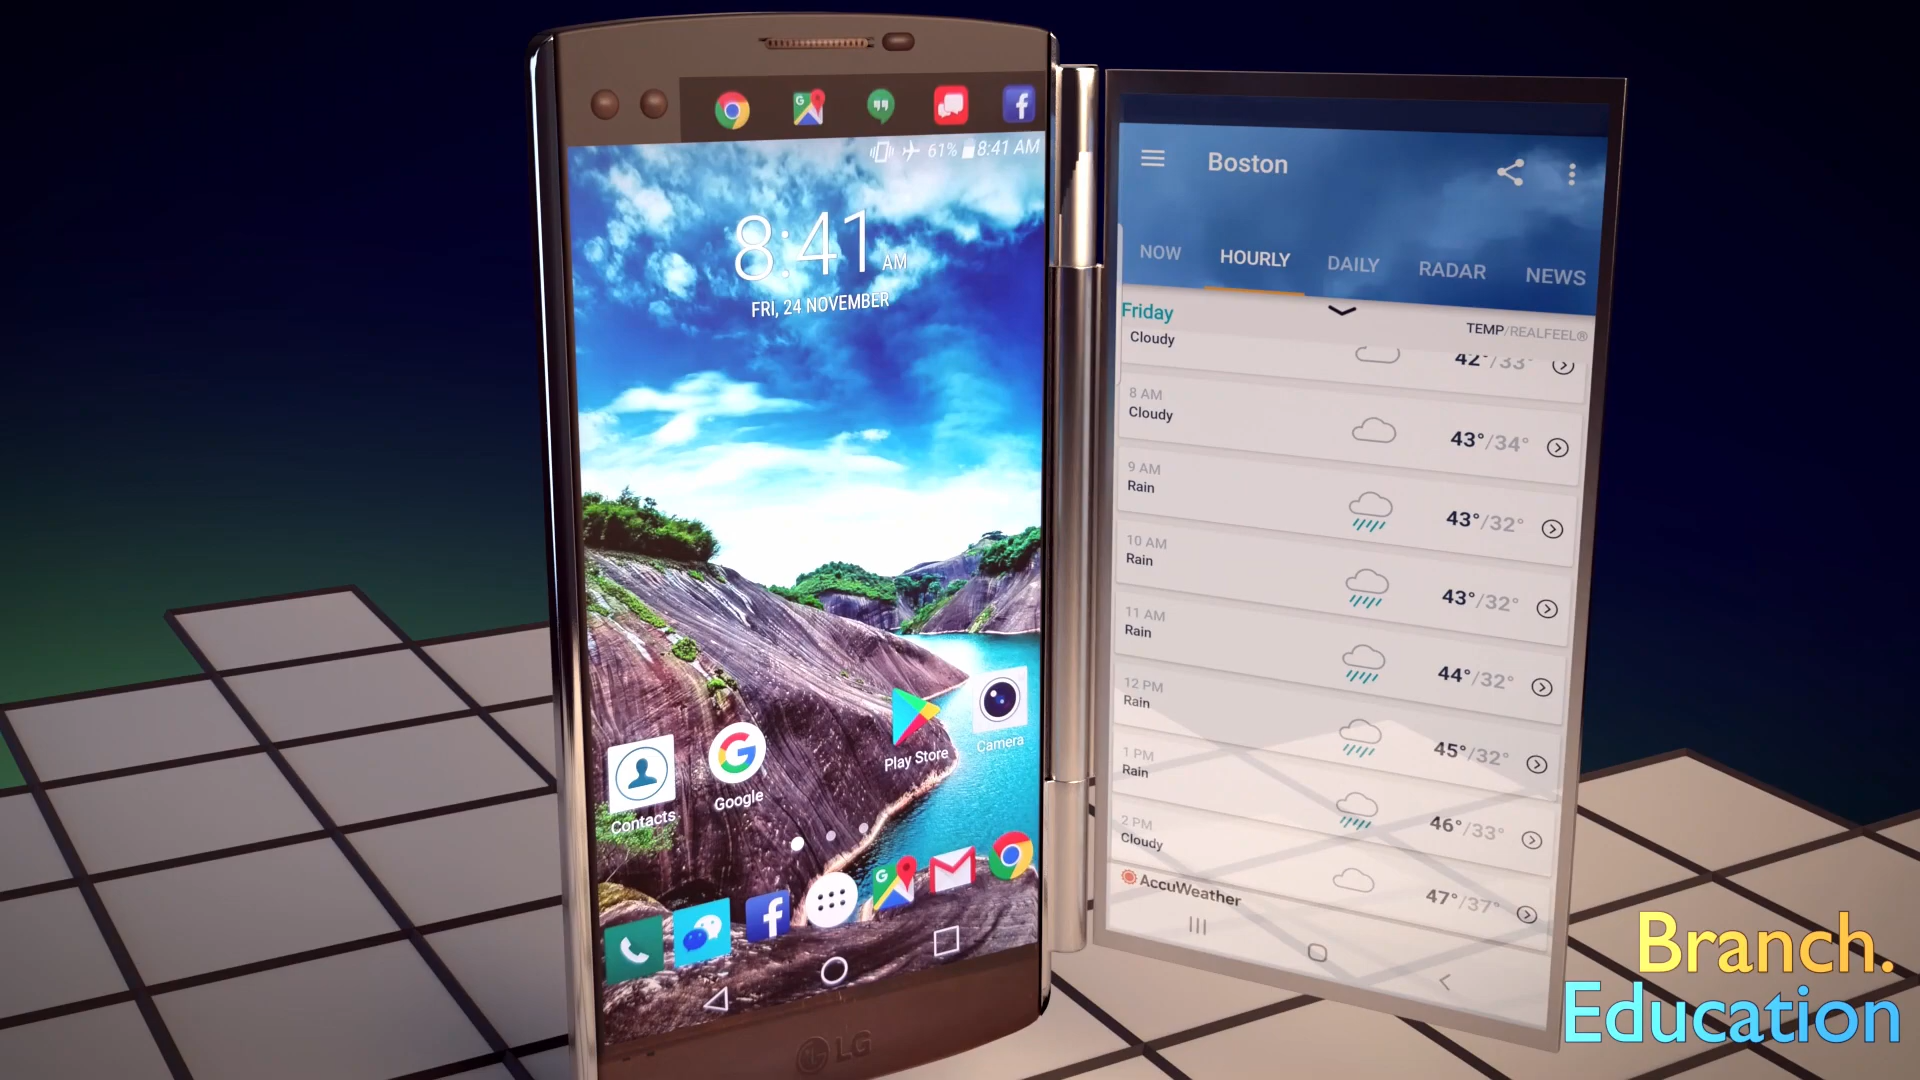 61% 8:41 AM
8:41 AM
FRI, 24 NOVEMBER
Contacts
Google
Play Store
Camera
LG
Boston
NOW HOURLY DAILY RADAR NEWS
Friday
TEMP/REALFEEL®
Cloudy
42°/33°
8 AM
Cloudy
43°/34°
9 AM
Rain
43°/32°
10 AM
Rain
43°/32°
11 AM
Rain
44°/32°
12 PM
Rain
45°/32°
1 PM
Rain
46°/33°
2 PM
Cloudy
47°/37°
AccuWeather
Branch.
Education